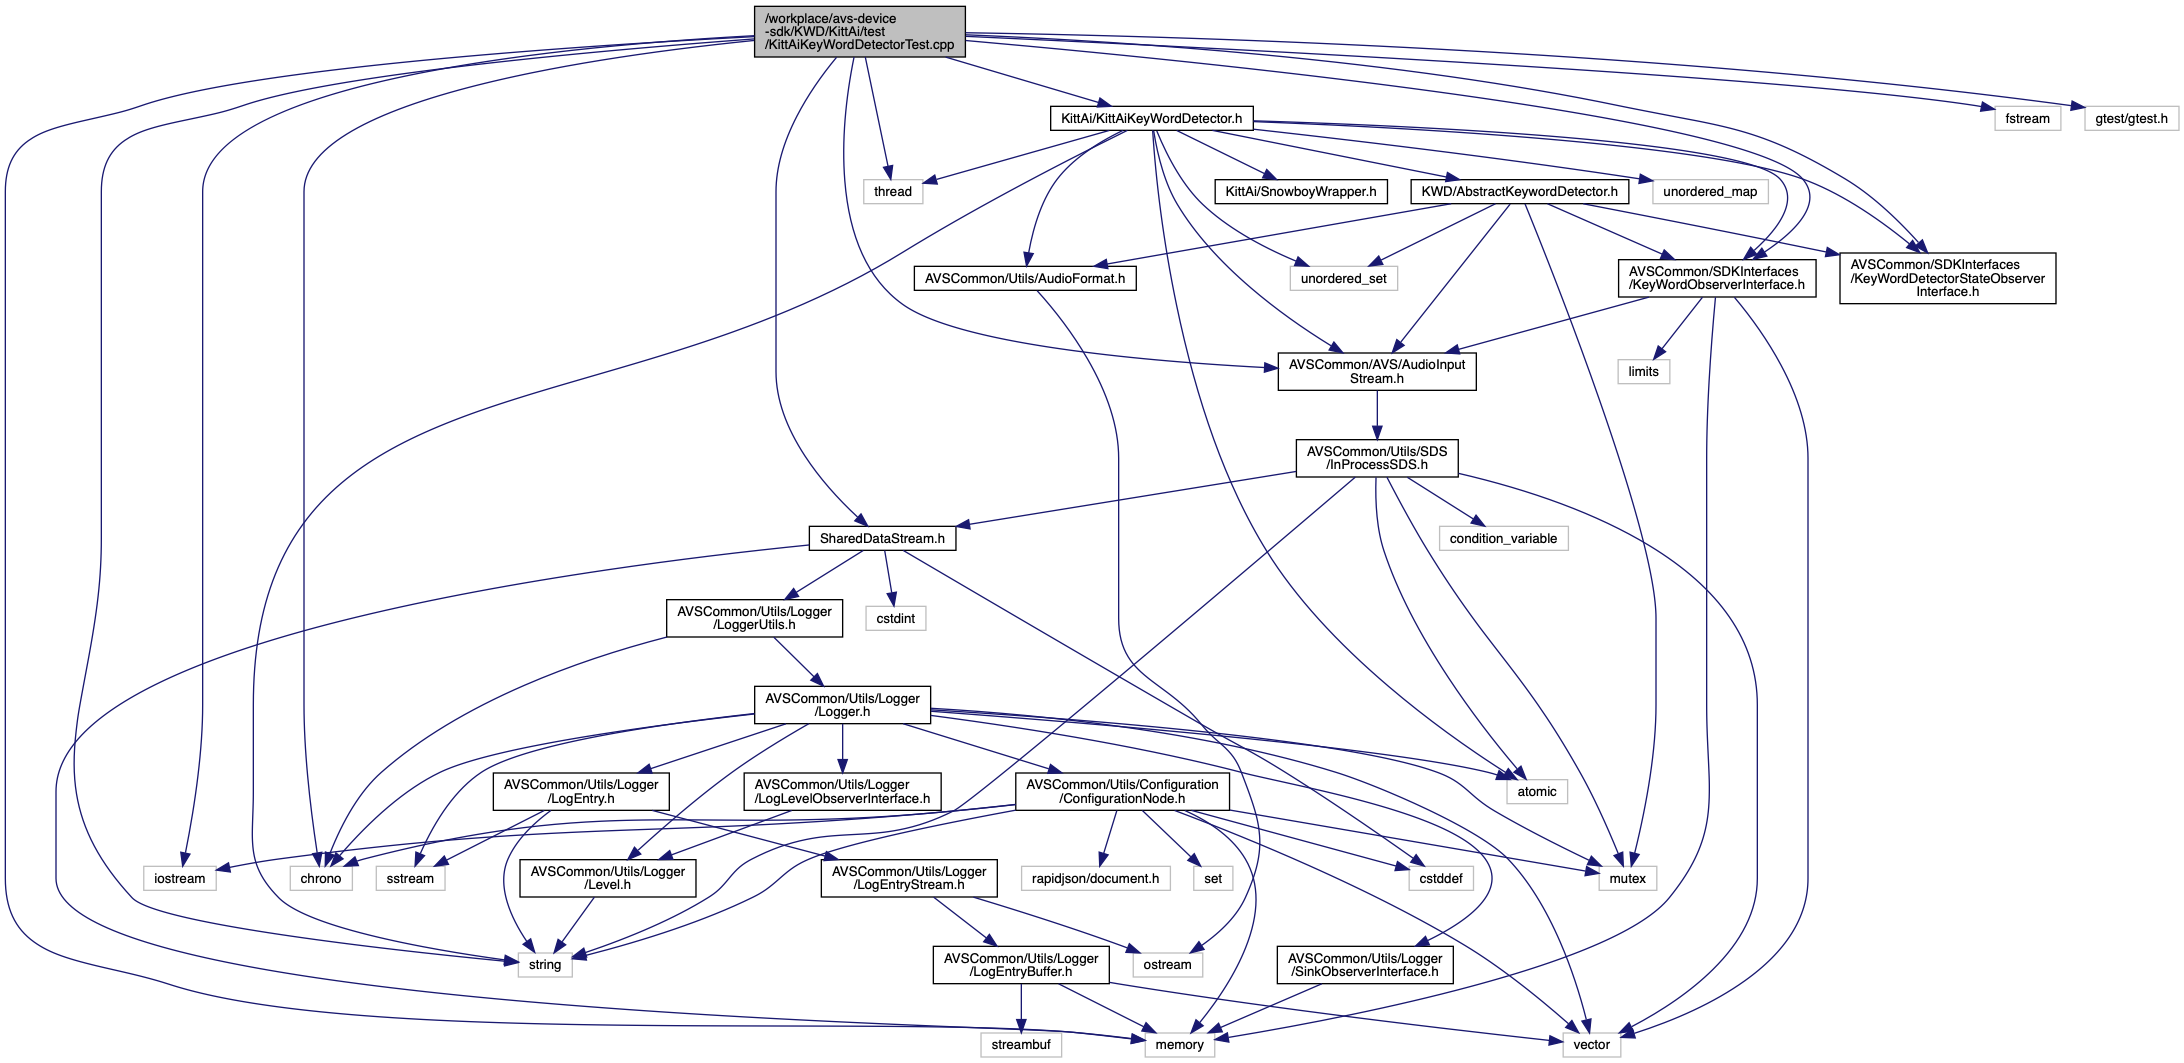 /workplace/avs-device
-sdk/KWD/KittAi/test
/KittAiKeyWordDetectorTest.cpp
KittAi/KittAiKeyWordDetector.h
fstream
gtest/gtest.h
thread
KittAi/SnowboyWrapper.h
KWD/AbstractKeywordDetector.h
unordered_map
AVSCommon/Utils/AudioFormat.h
unordered_set
AVSCommon/SDKInterfaces
/KeyWordObserverInterface.h
AVSCommon/SDKInterfaces
/KeyWordDetectorStateObserver
Interface.h
AVSCommon/AVS/AudioInput
Stream.h
limits
AVSCommon/Utils/SDS
/InProcessSDS.h
SharedDataStream.h
condition_variable
AVSCommon/Utils/Logger
/LoggerUtils.h
cstdint
AVSCommon/Utils/Logger
/Logger.h
AVSCommon/Utils/Logger
/LogEntry.h
AVSCommon/Utils/Logger
/LogLevelObserverInterface.h
AVSCommon/Utils/Configuration
/ConfigurationNode.h
atomic
iostream
chrono
sstream
AVSCommon/Utils/Logger
/Level.h
AVSCommon/Utils/Logger
/LogEntryStream.h
rapidjson/document.h
set
cstddef
mutex
string
AVSCommon/Utils/Logger
/LogEntryBuffer.h
ostream
AVSCommon/Utils/Logger
/SinkObserverInterface.h
streambuf
memory
vector